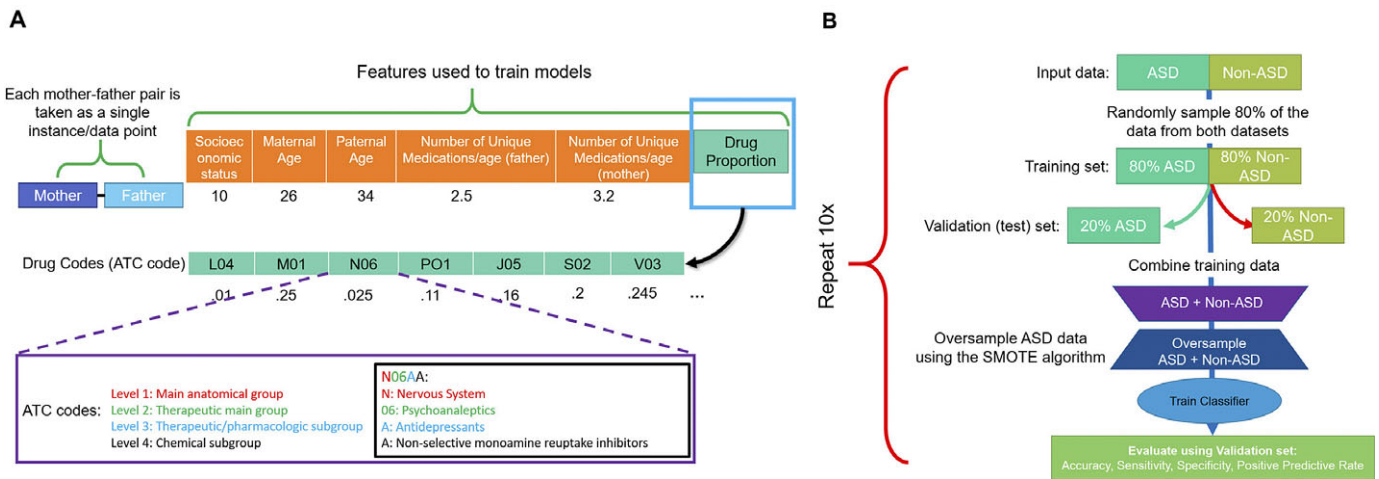 A
Features used to train models
Each mother-father pair is
taken as a single
instance/data point
Mother
Father
Socioec
onomic
status
Maternal
Age
Paternal
Age
Number of Unique
Medications/age (father)
Number of Unique
Medications/age
(mother)
Drug
Proportion
10
26
34
2.5
3.2
Drug Codes (ATC code)
L04
M01
N06
PO1
J05
S02
V03
.01
.25
.025
.11
.16
.2
.245
...
ATC codes:
Level 1: Main anatomical group
Level 2: Therapeutic main group
Level 3: Therapeutic/pharmacologic subgroup
Level 4: Chemical subgroup
N06AA:
N: Nervous System
06: Psychoanaleptics
A: Antidepressants
A: Non-selective monoamine reuptake inhibitors
B
Repeat 10x
Input data:
ASD
Non-ASD
Randomly sample 80% of the
data from both datasets
Training set:
80% ASD
80% Non-
ASD
Validation (test) set:
20% ASD
20% Non-
ASD
Combine training data
ASD + Non-ASD
Oversample ASD data
using the SMOTE algorithm
Oversample
ASD + Non-ASD
Train Classifier
Evaluate using Validation set:
Accuracy, Sensitivity, Specificity, Positive Predictive Rate